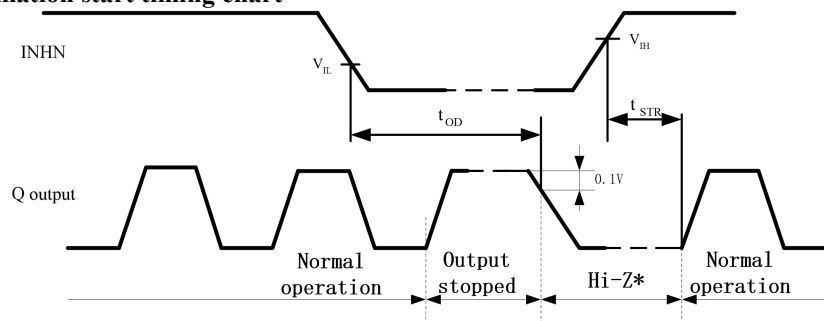 INHN
V_IL
V_IH
t_OD
t_STR
Q output
0.1V
Normal operation
Output stopped
Hi-Z*
Normal operation